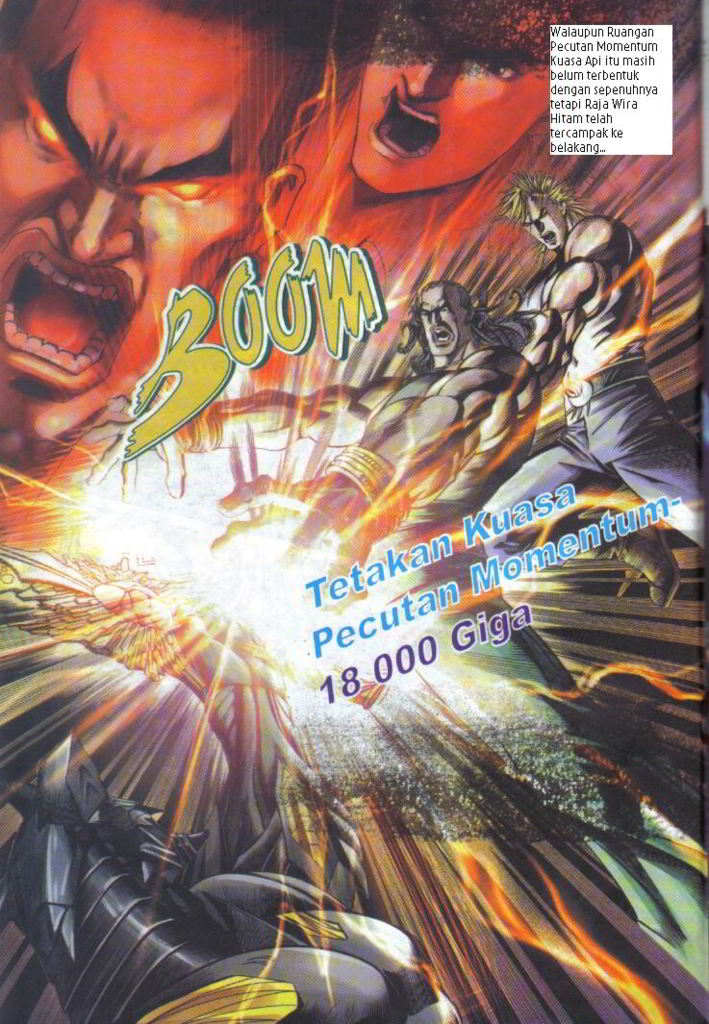 Walaupun Ruangan
Pecutan Momentum
Kuasa Api itu masih
belum terbentuk
dengan sepenuhnya
tetapi Raja Wira
Hitam telah
tercampak ke
belakang...
BOOM
Tetakan Kuasa
Pecutan Momentum-
18 000 Giga